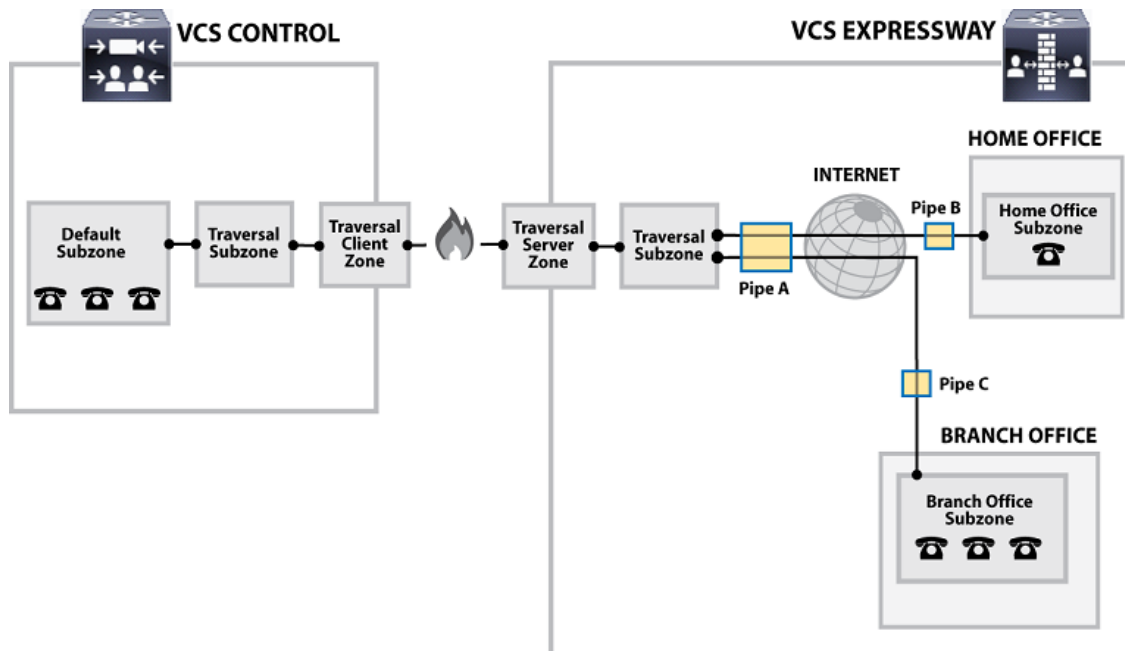 VCS CONTROL
VCS EXPRESSWAY
HOME OFFICE
INTERNET
Default
Subzone
Traversal
Subzone
Traversal
Client
Zone
Traversal
Server
Zone
Traversal
Subzone
Pipe A
Pipe B
Home Office
Subzone
Pipe C
BRANCH OFFICE
Branch Office
Subzone